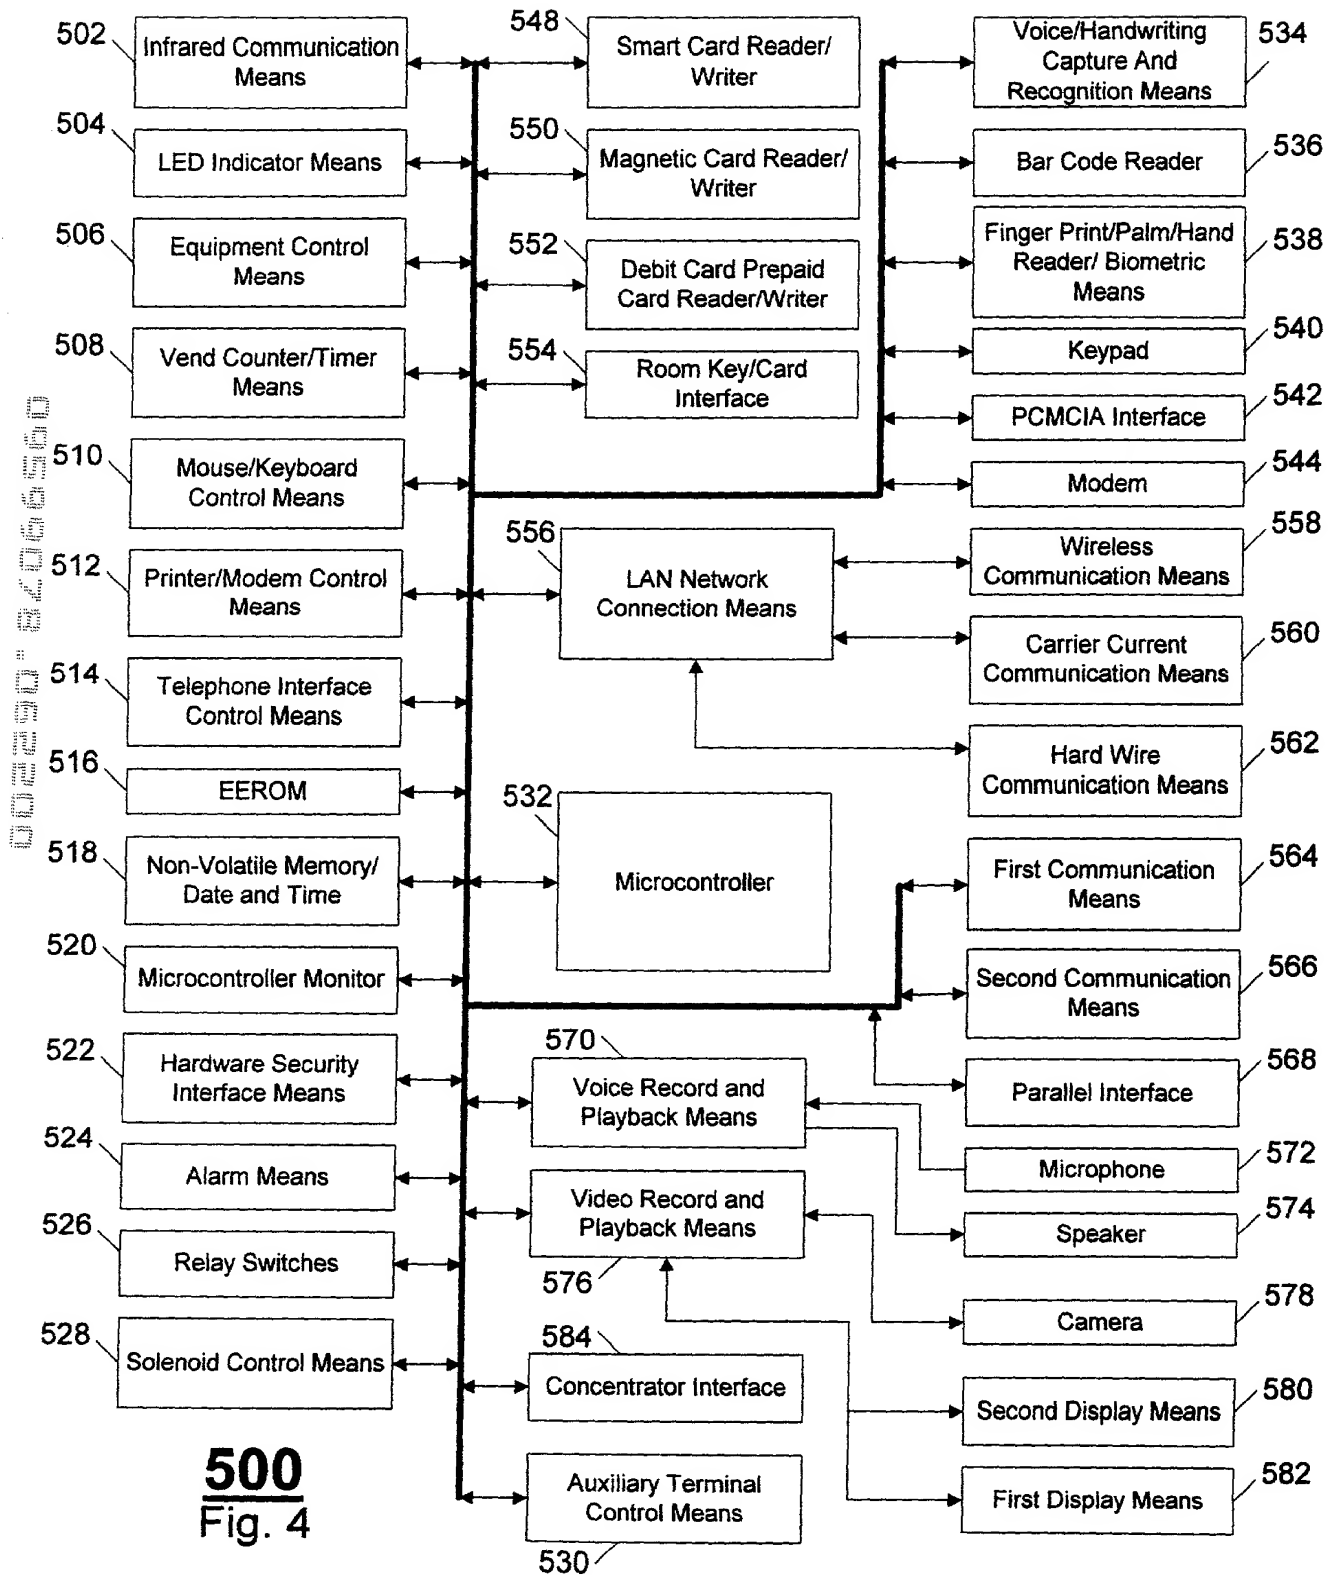 502
Infrared Communication
Means
504
LED Indicator Means
506
Equipment Control
Means
508
Vend Counter/Timer
Means
510
Mouse/Keyboard
Control Means
512
Printer/Modem Control
Means
514
Telephone Interface
Control Means
516
EEROM
518
Non-Volatile Memory/
Date and Time
520
Microcontroller Monitor
522
Hardware Security
Interface Means
524
Alarm Means
526
Relay Switches
528
Solenoid Control Means
548
Smart Card Reader/
Writer
550
Magnetic Card Reader/
Writer
552
Debit Card Prepaid
Card Reader/Writer
554
Room Key/Card
Interface
556
LAN Network
Connection Means
532
Microcontroller
570
Voice Record and
Playback Means
Video Record and
Playback Means
576
584
Concentrator Interface
Auxiliary Terminal
Control Means
530
Voice/Handwriting
Capture And
Recognition Means
534
Bar Code Reader
536
Finger Print/Palm/Hand
Reader/ Biometric
Means
538
Keypad
540
PCMCIA Interface
542
Modem
544
Wireless
Communication Means
558
Carrier Current
Communication Means
560
Hard Wire
Communication Means
562
First Communication
Means
564
Second Communication
Means
566
Parallel Interface
568
Microphone
572
Speaker
574
Camera
578
Second Display Means
580
First Display Means
582
500
Fig. 4
09599078.062200